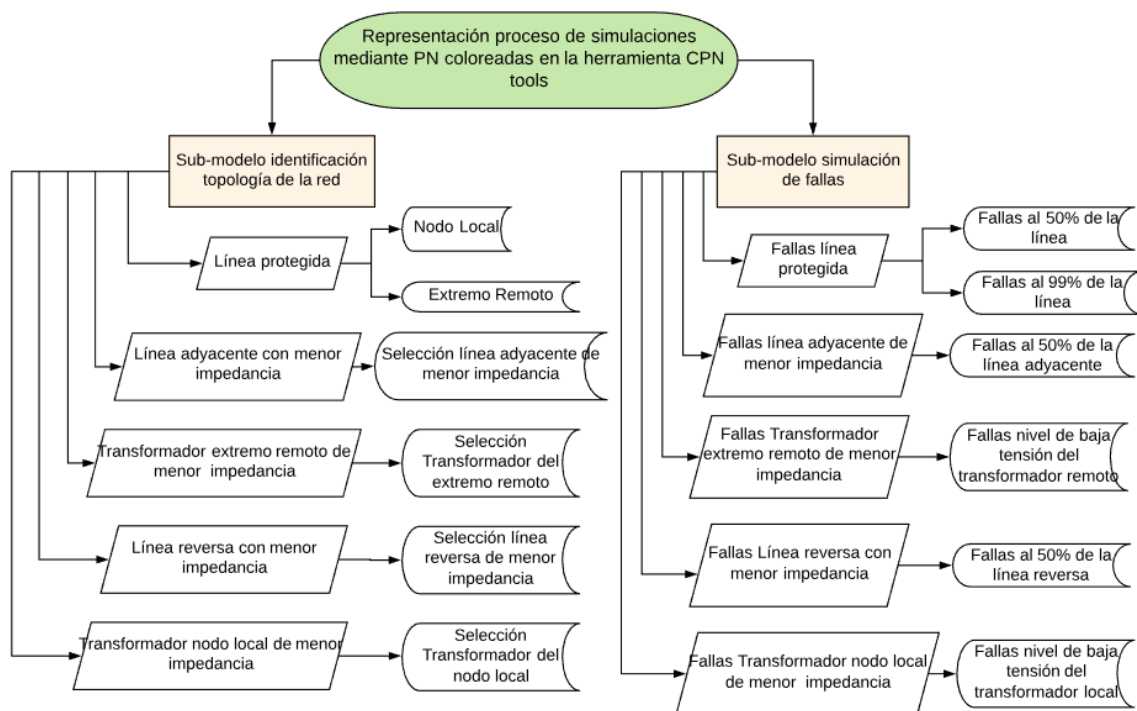 Representación proceso de simulaciones
mediante PN coloreadas en la herramienta CPN
tools
Sub-modelo identificación
topología de la red
Línea protegida
Nodo Local
Extremo Remoto
Línea adyacente con menor
impedancia
Selección línea adyacente de
menor impedancia
Transformador extremo remoto de
menor impedancia
Selección
Transformador del
extremo remoto
Línea reversa con menor
impedancia
Selección línea
reversa de menor
impedancia
Transformador nodo local de menor
impedancia
Selección
Transformador del
nodo local
Sub-modelo simulación
de fallas
Fallas línea
protegida
Fallas al 50% de la
línea
Fallas al 99% de la
línea
Fallas línea adyacente de
menor impedancia
Fallas al 50% de la
línea adyacente
Fallas Transformador
extremo remoto de menor
impedancia
Fallas nivel de baja
tensión del
transformador remoto
Fallas Línea reversa con
menor impedancia
Fallas al 50% de la
línea reversa
Fallas Transformador nodo local
de menor impedancia
Fallas nivel de baja
tensión del
transformador local